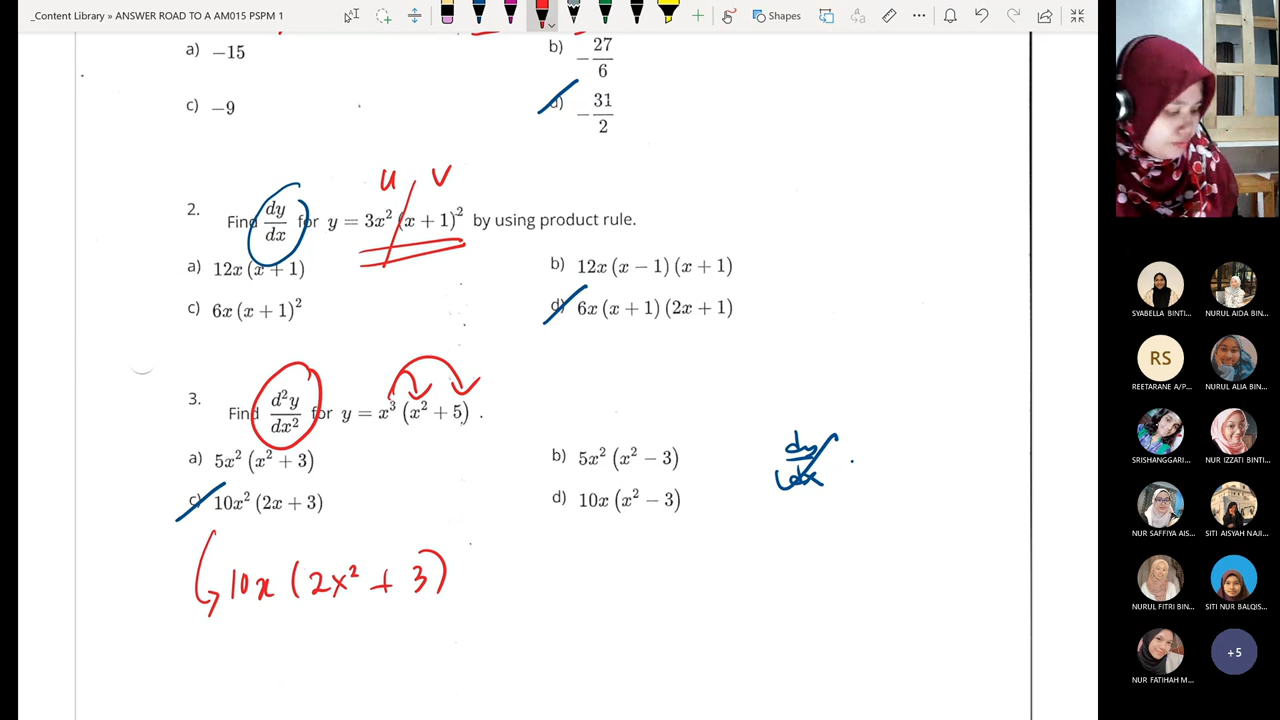 _Content Library » ANSWER ROAD TO A AM015 PSPM 1
Shapes
a) −15
b) −27/6
c) −9
d) −31/2
u v
2. Find dy/dx for y = 3x² (x + 1)² by using product rule.
a) 12x (x + 1)
b) 12x (x − 1) (x + 1)
c) 6x (x + 1)²
d) 6x (x + 1) (2x + 1)
3. Find d²y/dx² for y = x³ (x² + 5) .
a) 5x² (x² + 3)
b) 5x² (x² − 3)
c) 10x² (2x + 3)
d) 10x (x² − 3)
dy/dx
10x (2x² + 3)
SYABELLA BINTI...
NURUL AIDA BIN...
RS
REETARANE A/P...
NURUL ALIA BIN...
SRISHANGGARI...
NUR IZZATI BINTI...
NUR SAFFIYA AIS...
SITI AISYAH NAJI...
NURUL FITRI BIN...
SITI NUR BALQIS...
NUR FATIHAH M...
+5